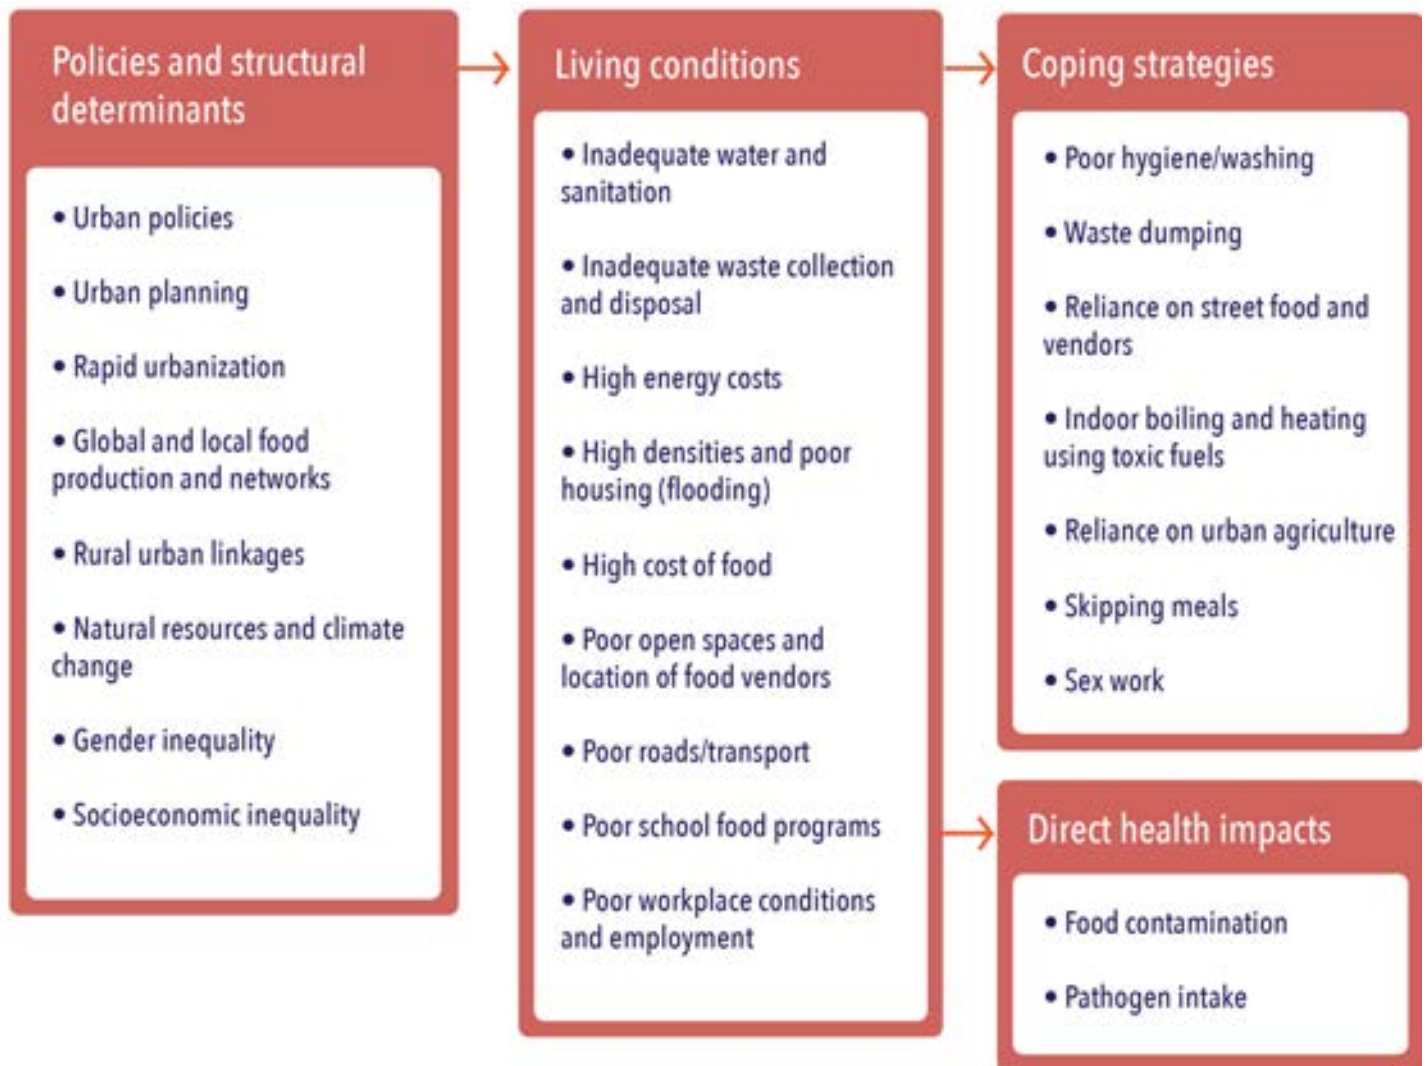 Policies and structural
determinants
• Urban policies
• Urban planning
• Rapid urbanization
• Global and local food
production and networks
• Rural urban linkages
• Natural resources and climate
change
• Gender inequality
• Socioeconomic inequality
Living conditions
• Inadequate water and
sanitation
• Inadequate waste collection
and disposal
• High energy costs
• High densities and poor
housing (flooding)
• High cost of food
• Poor open spaces and
location of food vendors
• Poor roads/transport
• Poor school food programs
• Poor workplace conditions
and employment
Coping strategies
• Poor hygiene/washing
• Waste dumping
• Reliance on street food and
vendors
• Indoor boiling and heating
using toxic fuels
• Reliance on urban agriculture
• Skipping meals
• Sex work
Direct health impacts
• Food contamination
• Pathogen intake